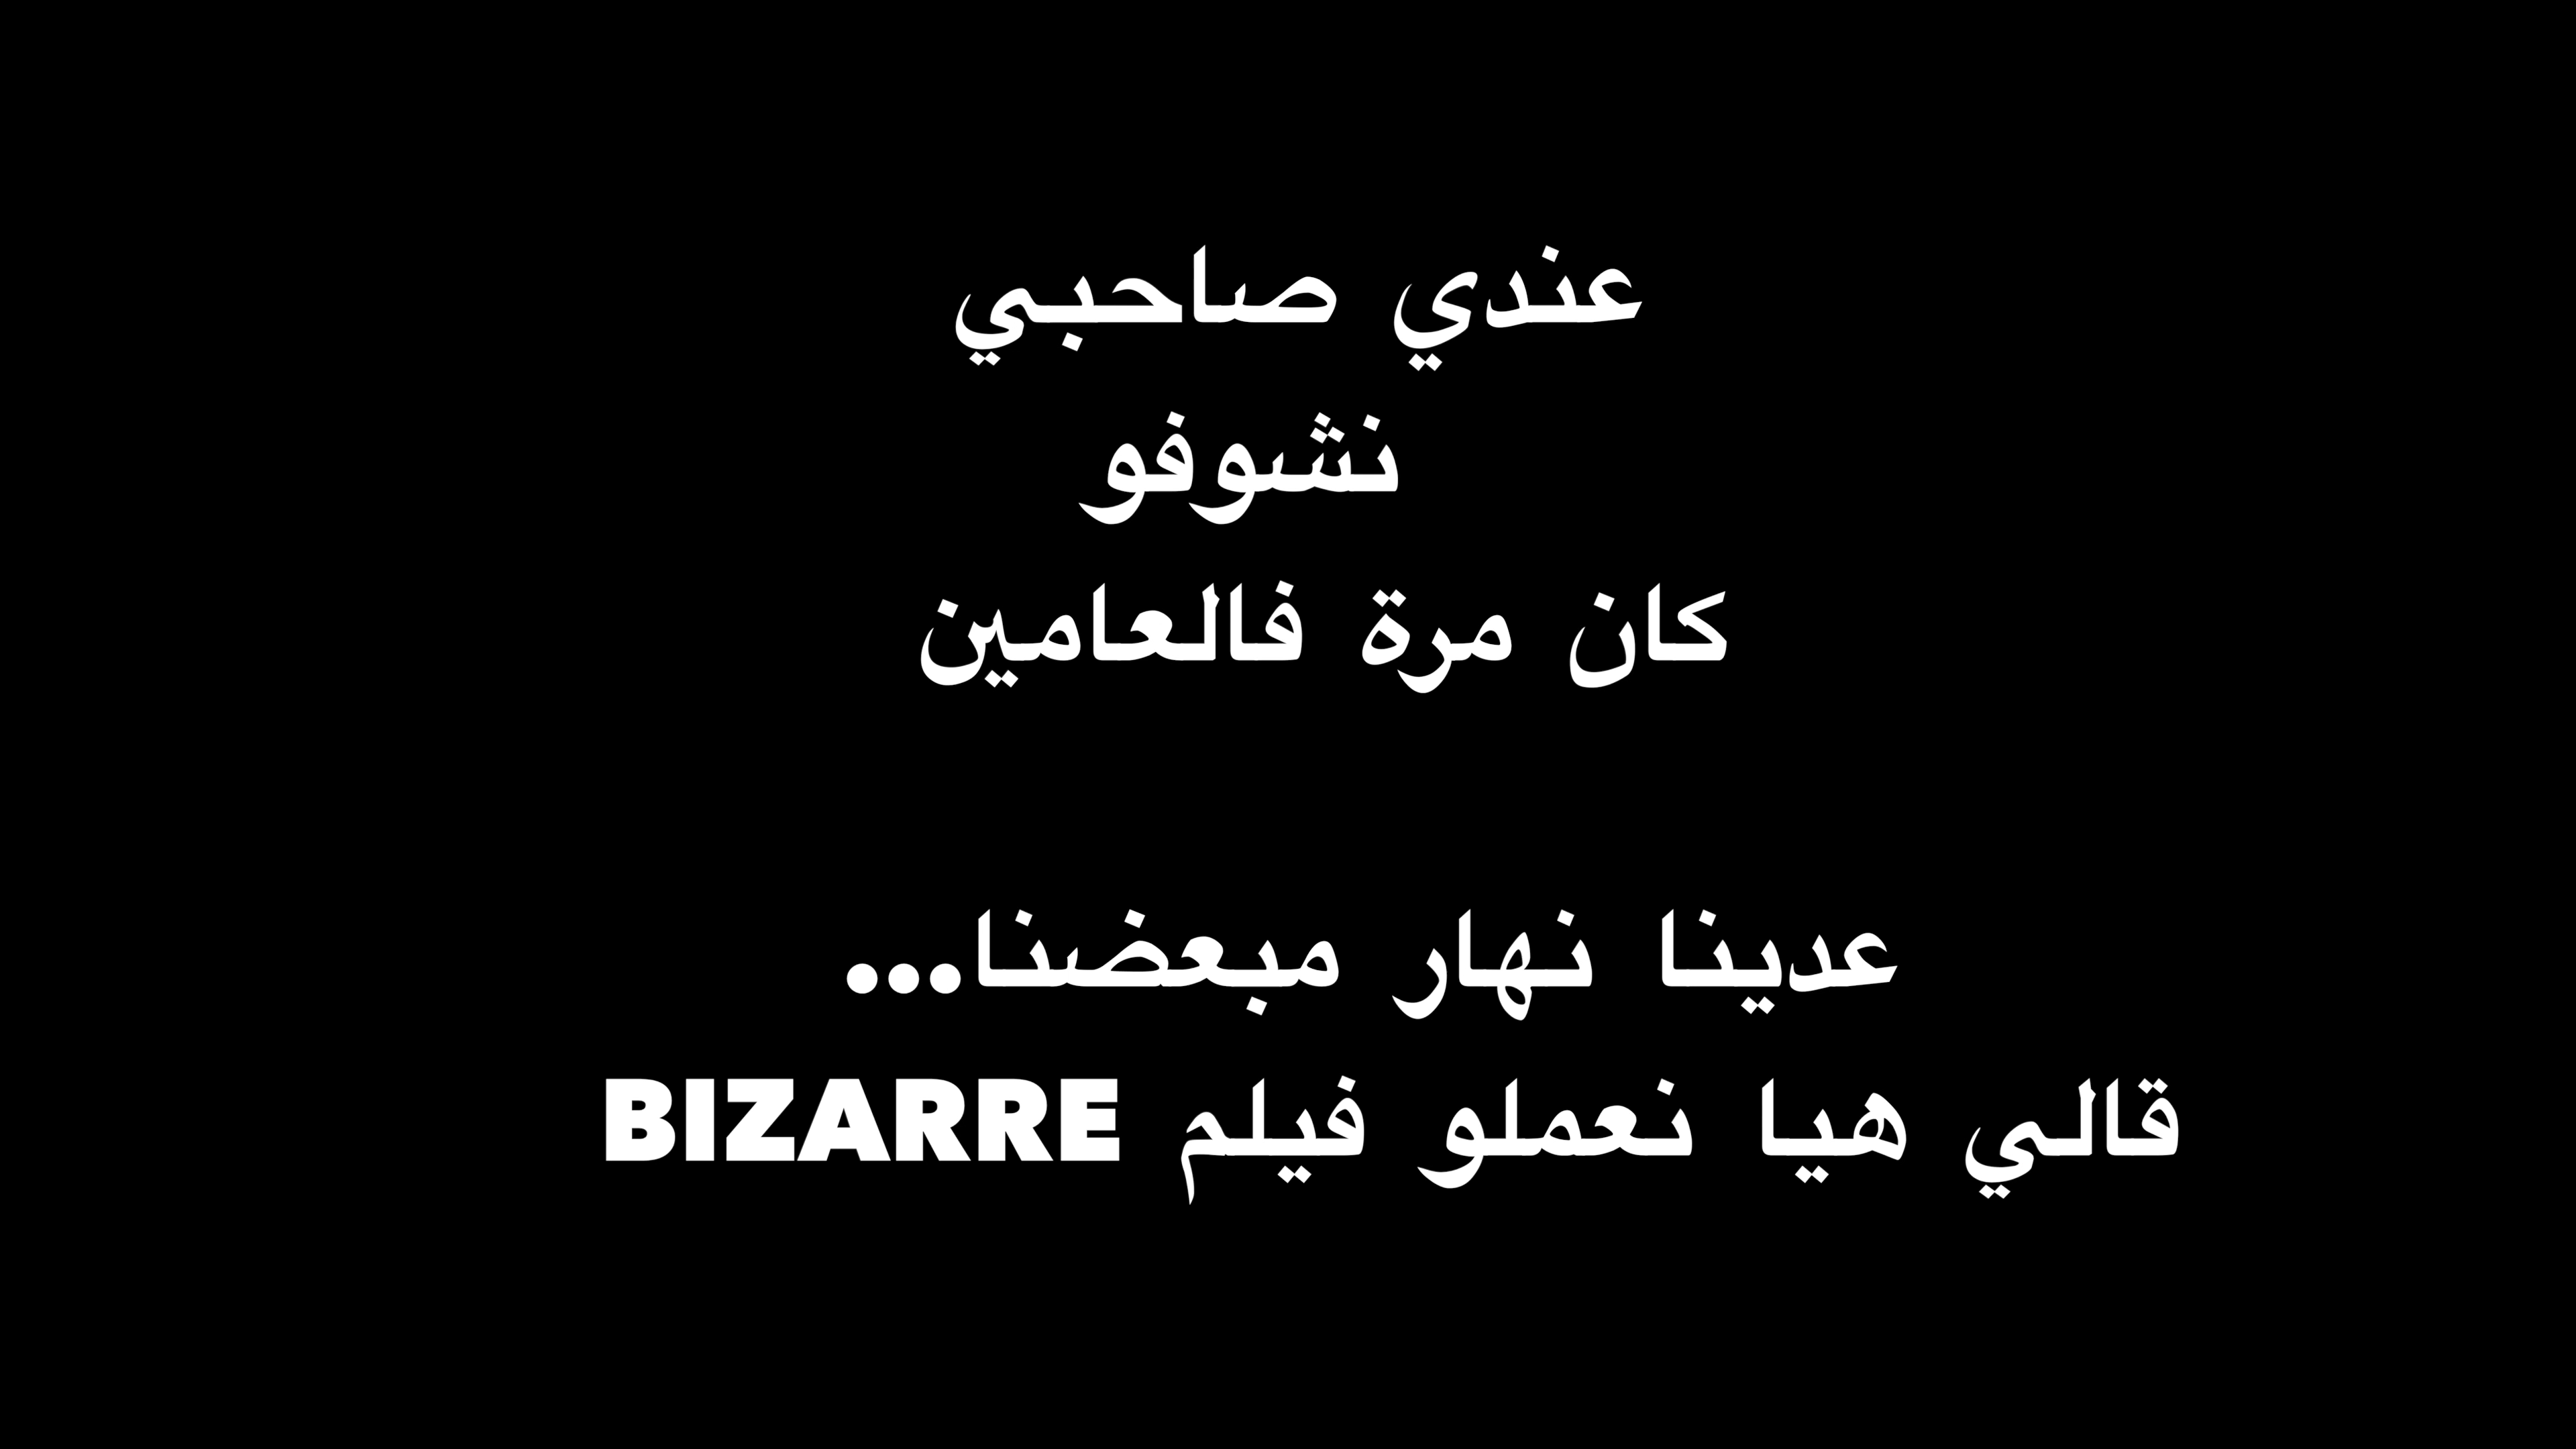 عندي صاحبي
نشوفو
كان مرة فالعامين
عدينا نهار مبعضنا...
قالي هيا نعملو فيلم BIZARRE